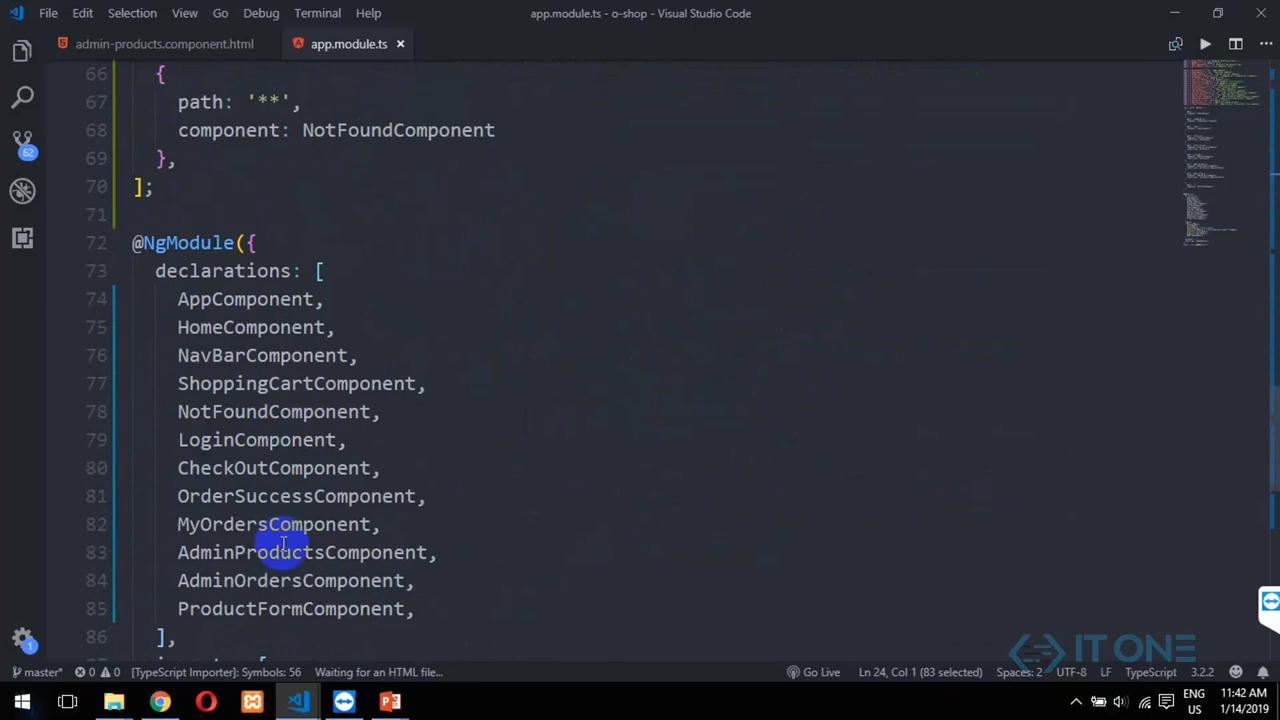 File Edit Selection View Go Debug Terminal Help app.module.ts - o-shop - Visual Studio Code
admin-products.component.html app.module.ts
66 {
67 path: '**',
68 component: NotFoundComponent
69 },
70 ];
71
72 @NgModule({
73 declarations: [
74 AppComponent,
75 HomeComponent,
76 NavBarComponent,
77 ShoppingCartComponent,
78 NotFoundComponent,
79 LoginComponent,
80 CheckOutComponent,
81 OrderSuccessComponent,
82 MyOrdersComponent,
83 AdminProductsComponent,
84 AdminOrdersComponent,
85 ProductFormComponent,
86 ],
62
1
IT ONE
master* 0 0 [TypeScript Importer]: Symbols: 56 Waiting for an HTML file... Go Live Ln 24, Col 1 (83 selected) Spaces: 2 UTF-8 LF TypeScript 3.2.2
ENG 11:42 AM
US 1/14/2019